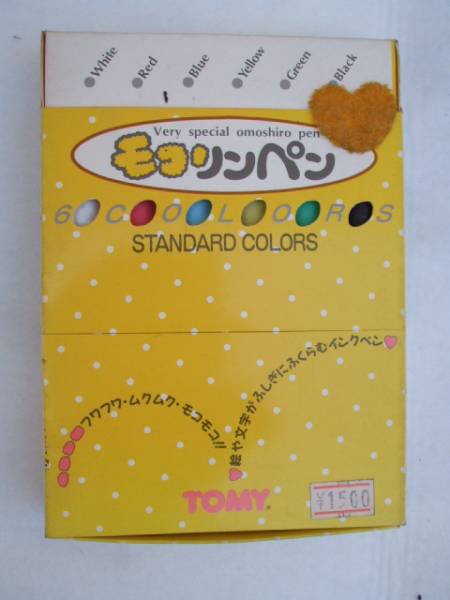 White
Red
Blue
Yellow
Green
Black
Very special omoshiro pen
モコリンペン
6 COLORS
STANDARD COLORS
フワフワ・ムクムク・モコモコ!!
絵や文字がふしぎにふくらむインクペン
TOMY
¥1500